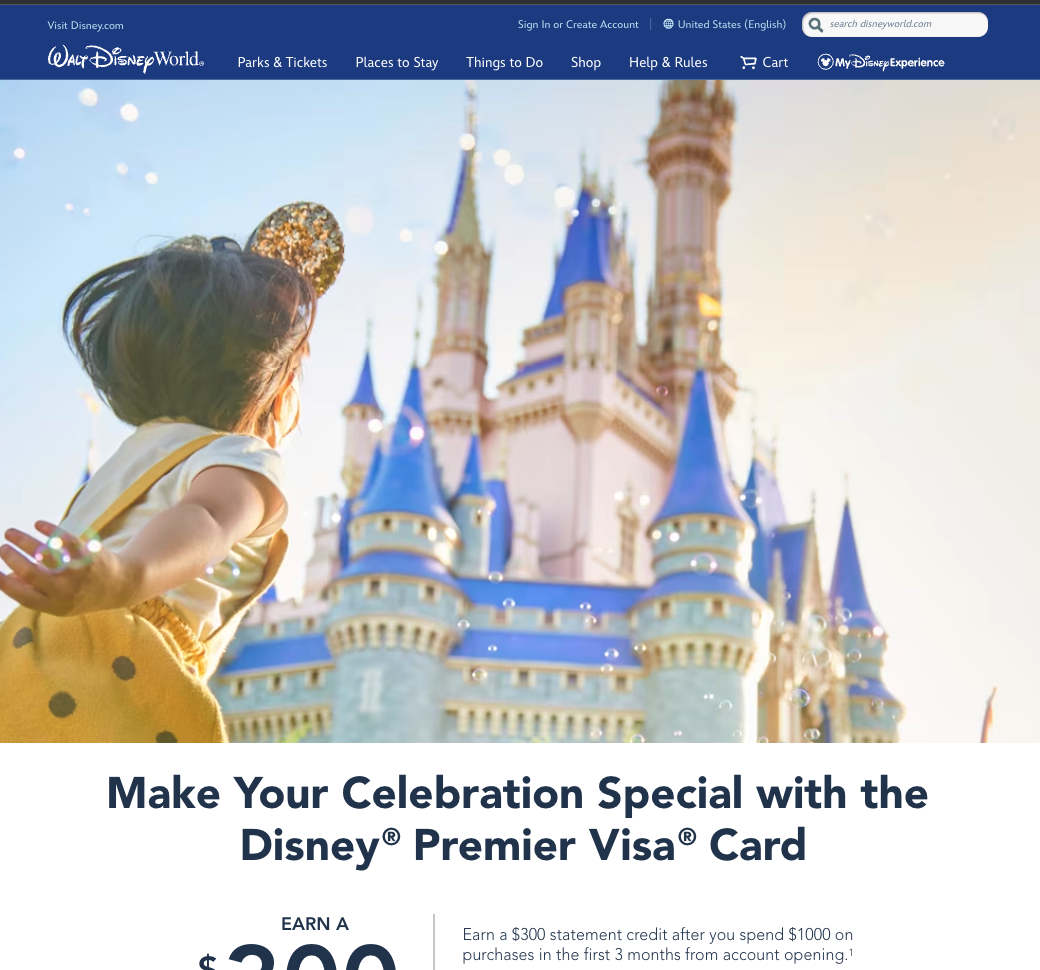 Visit Disney.com
Sign In or Create Account
United States (English)
search disneyworld.com
Walt Disney World®
Parks & Tickets
Places to Stay
Things to Do
Shop
Help & Rules
Cart
My Disney Experience
Make Your Celebration Special with the
Disney® Premier Visa® Card
EARN A
$300
Earn a $300 statement credit after you spend $1000 on
purchases in the first 3 months from account opening.¹